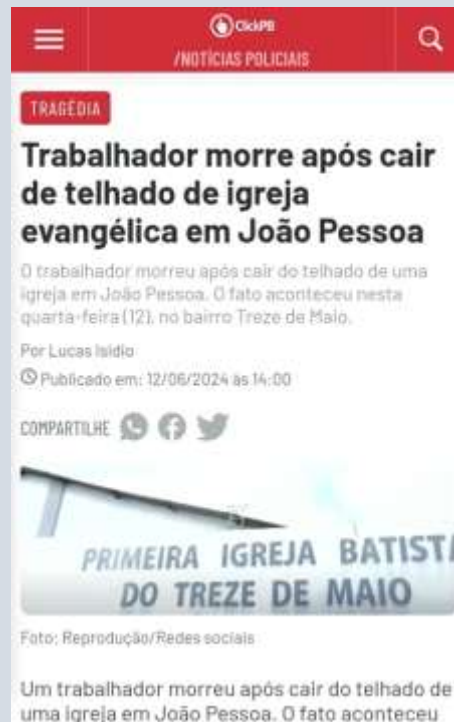 ClickPB
/NOTÍCIAS POLICIAIS
TRAGÉDIA
Trabalhador morre após cair
de telhado de igreja
evangélica em João Pessoa
O trabalhador morreu após cair do telhado de uma
igreja em João Pessoa. O fato aconteceu nesta
quarta-feira (12), no bairro Treze de Maio.
Por Lucas Isídio
Publicado em: 12/06/2024 às 14:00
COMPARTILHE
PRIMEIRA IGREJA BATISTA
DO TREZE DE MAIO
Foto: Reprodução/Redes sociais
Um trabalhador morreu após cair do telhado de
uma igreja em João Pessoa. O fato aconteceu